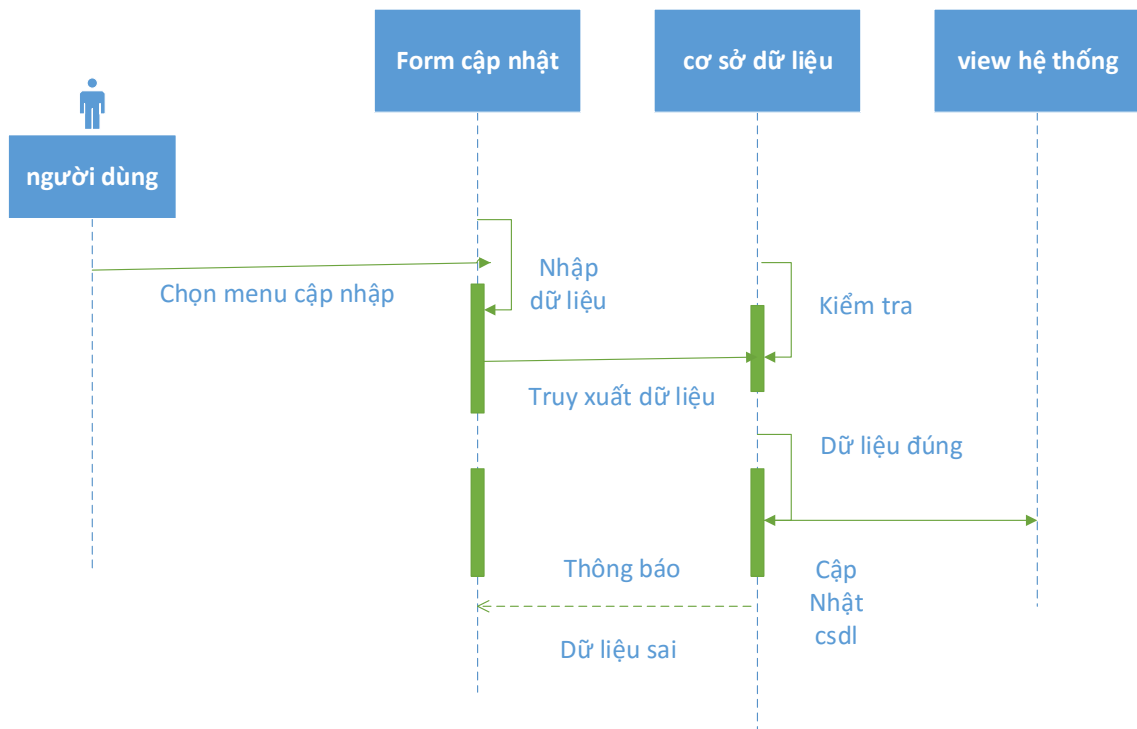 Form cập nhật
cơ sở dữ liệu
view hệ thống
người dùng
Chọn menu cập nhập
Nhập
dữ liệu
Kiểm tra
Truy xuất dữ liệu
Dữ liệu đúng
Thông báo
Cập
Nhật
csdl
Dữ liệu sai